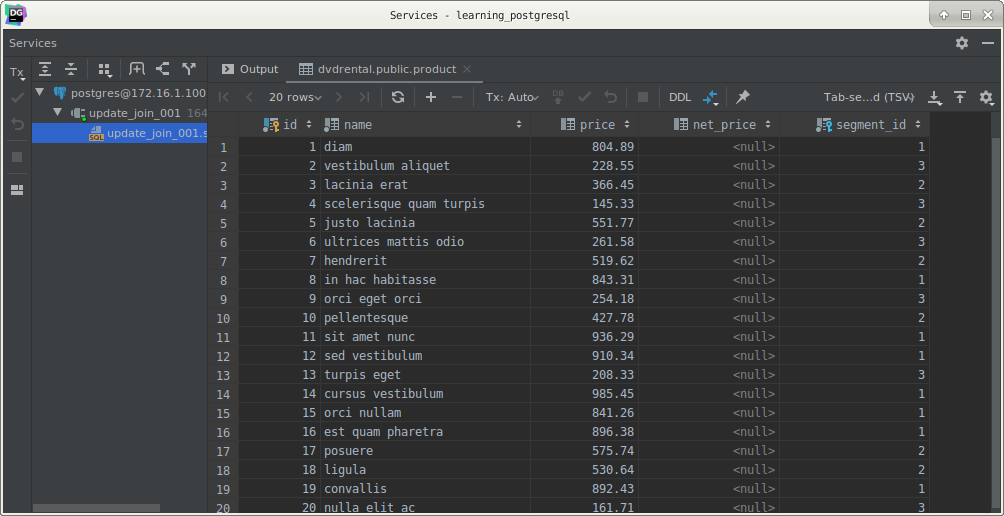 DG
Services - learning_postgresql
Services
Tx
Output
dvdrental.public.product
postgres@172.16.1.100
20 rows
Tx: Auto
DB
DDL
Tab-se...d (TSV)
update_join_001 164
SQL update_join_001.s
id name price net_price segment_id
1 1 diam 804.89 <null> 1
2 2 vestibulum aliquet 228.55 <null> 3
3 3 lacinia erat 366.45 <null> 2
4 4 scelerisque quam turpis 145.33 <null> 3
5 5 justo lacinia 551.77 <null> 2
6 6 ultrices mattis odio 261.58 <null> 3
7 7 hendrerit 519.62 <null> 2
8 8 in hac habitasse 843.31 <null> 1
9 9 orci eget orci 254.18 <null> 3
10 10 pellentesque 427.78 <null> 2
11 11 sit amet nunc 936.29 <null> 1
12 12 sed vestibulum 910.34 <null> 1
13 13 turpis eget 208.33 <null> 3
14 14 cursus vestibulum 985.45 <null> 1
15 15 orci nullam 841.26 <null> 1
16 16 est quam pharetra 896.38 <null> 1
17 17 posuere 575.74 <null> 2
18 18 ligula 530.64 <null> 2
19 19 convallis 892.43 <null> 1
20 20 nulla elit ac 161.71 <null> 3